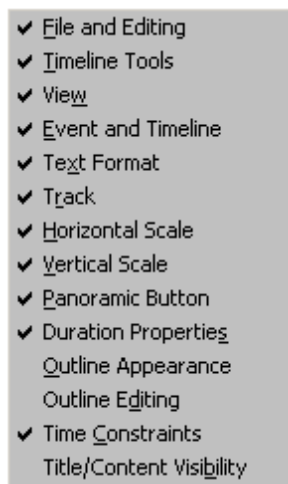 File and Editing
Timeline Tools
View
Event and Timeline
Text Format
Track
Horizontal Scale
Vertical Scale
Panoramic Button
Duration Properties
Outline Appearance
Outline Editing
Time Constraints
Title/Content Visibility